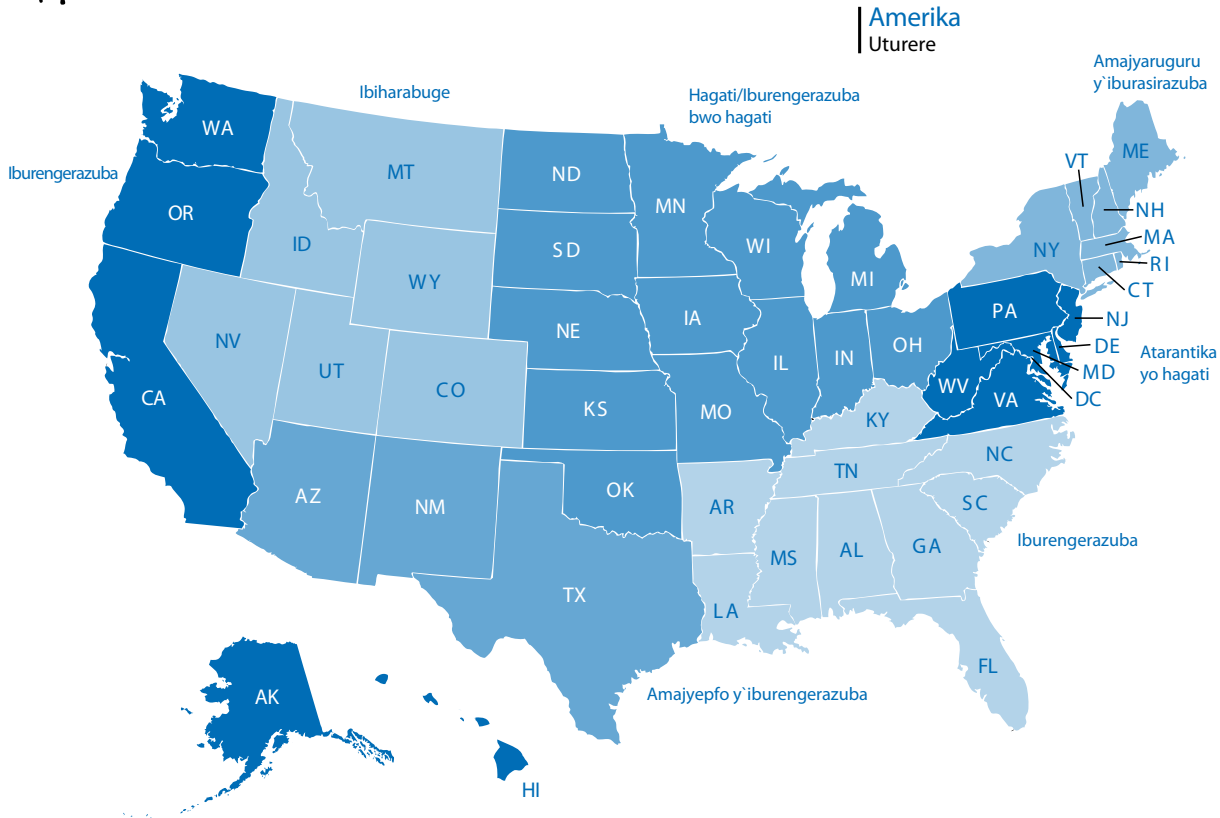 Amerika
Uturere
Amajyaruguru
y`iburasirazuba
Ibiharabuge
Hagati/Iburengerazuba
bwo hagati
Iburengerazuba
WA
MT
ND
MN
VT
ME
OR
ID
SD
WI
MI
NY
NH
MA
RI
CT
WY
NE
IA
PA
NJ
NV
UT
CO
IL
IN
OH
DE
MD
DC
Atarantika
yo hagati
CA
KS
MO
WV
VA
KY
NC
TN
AZ
NM
OK
AR
SC
Iburengerazuba
MS
AL
GA
TX
LA
FL
Amajyepfo y`iburengerazuba
AK
HI